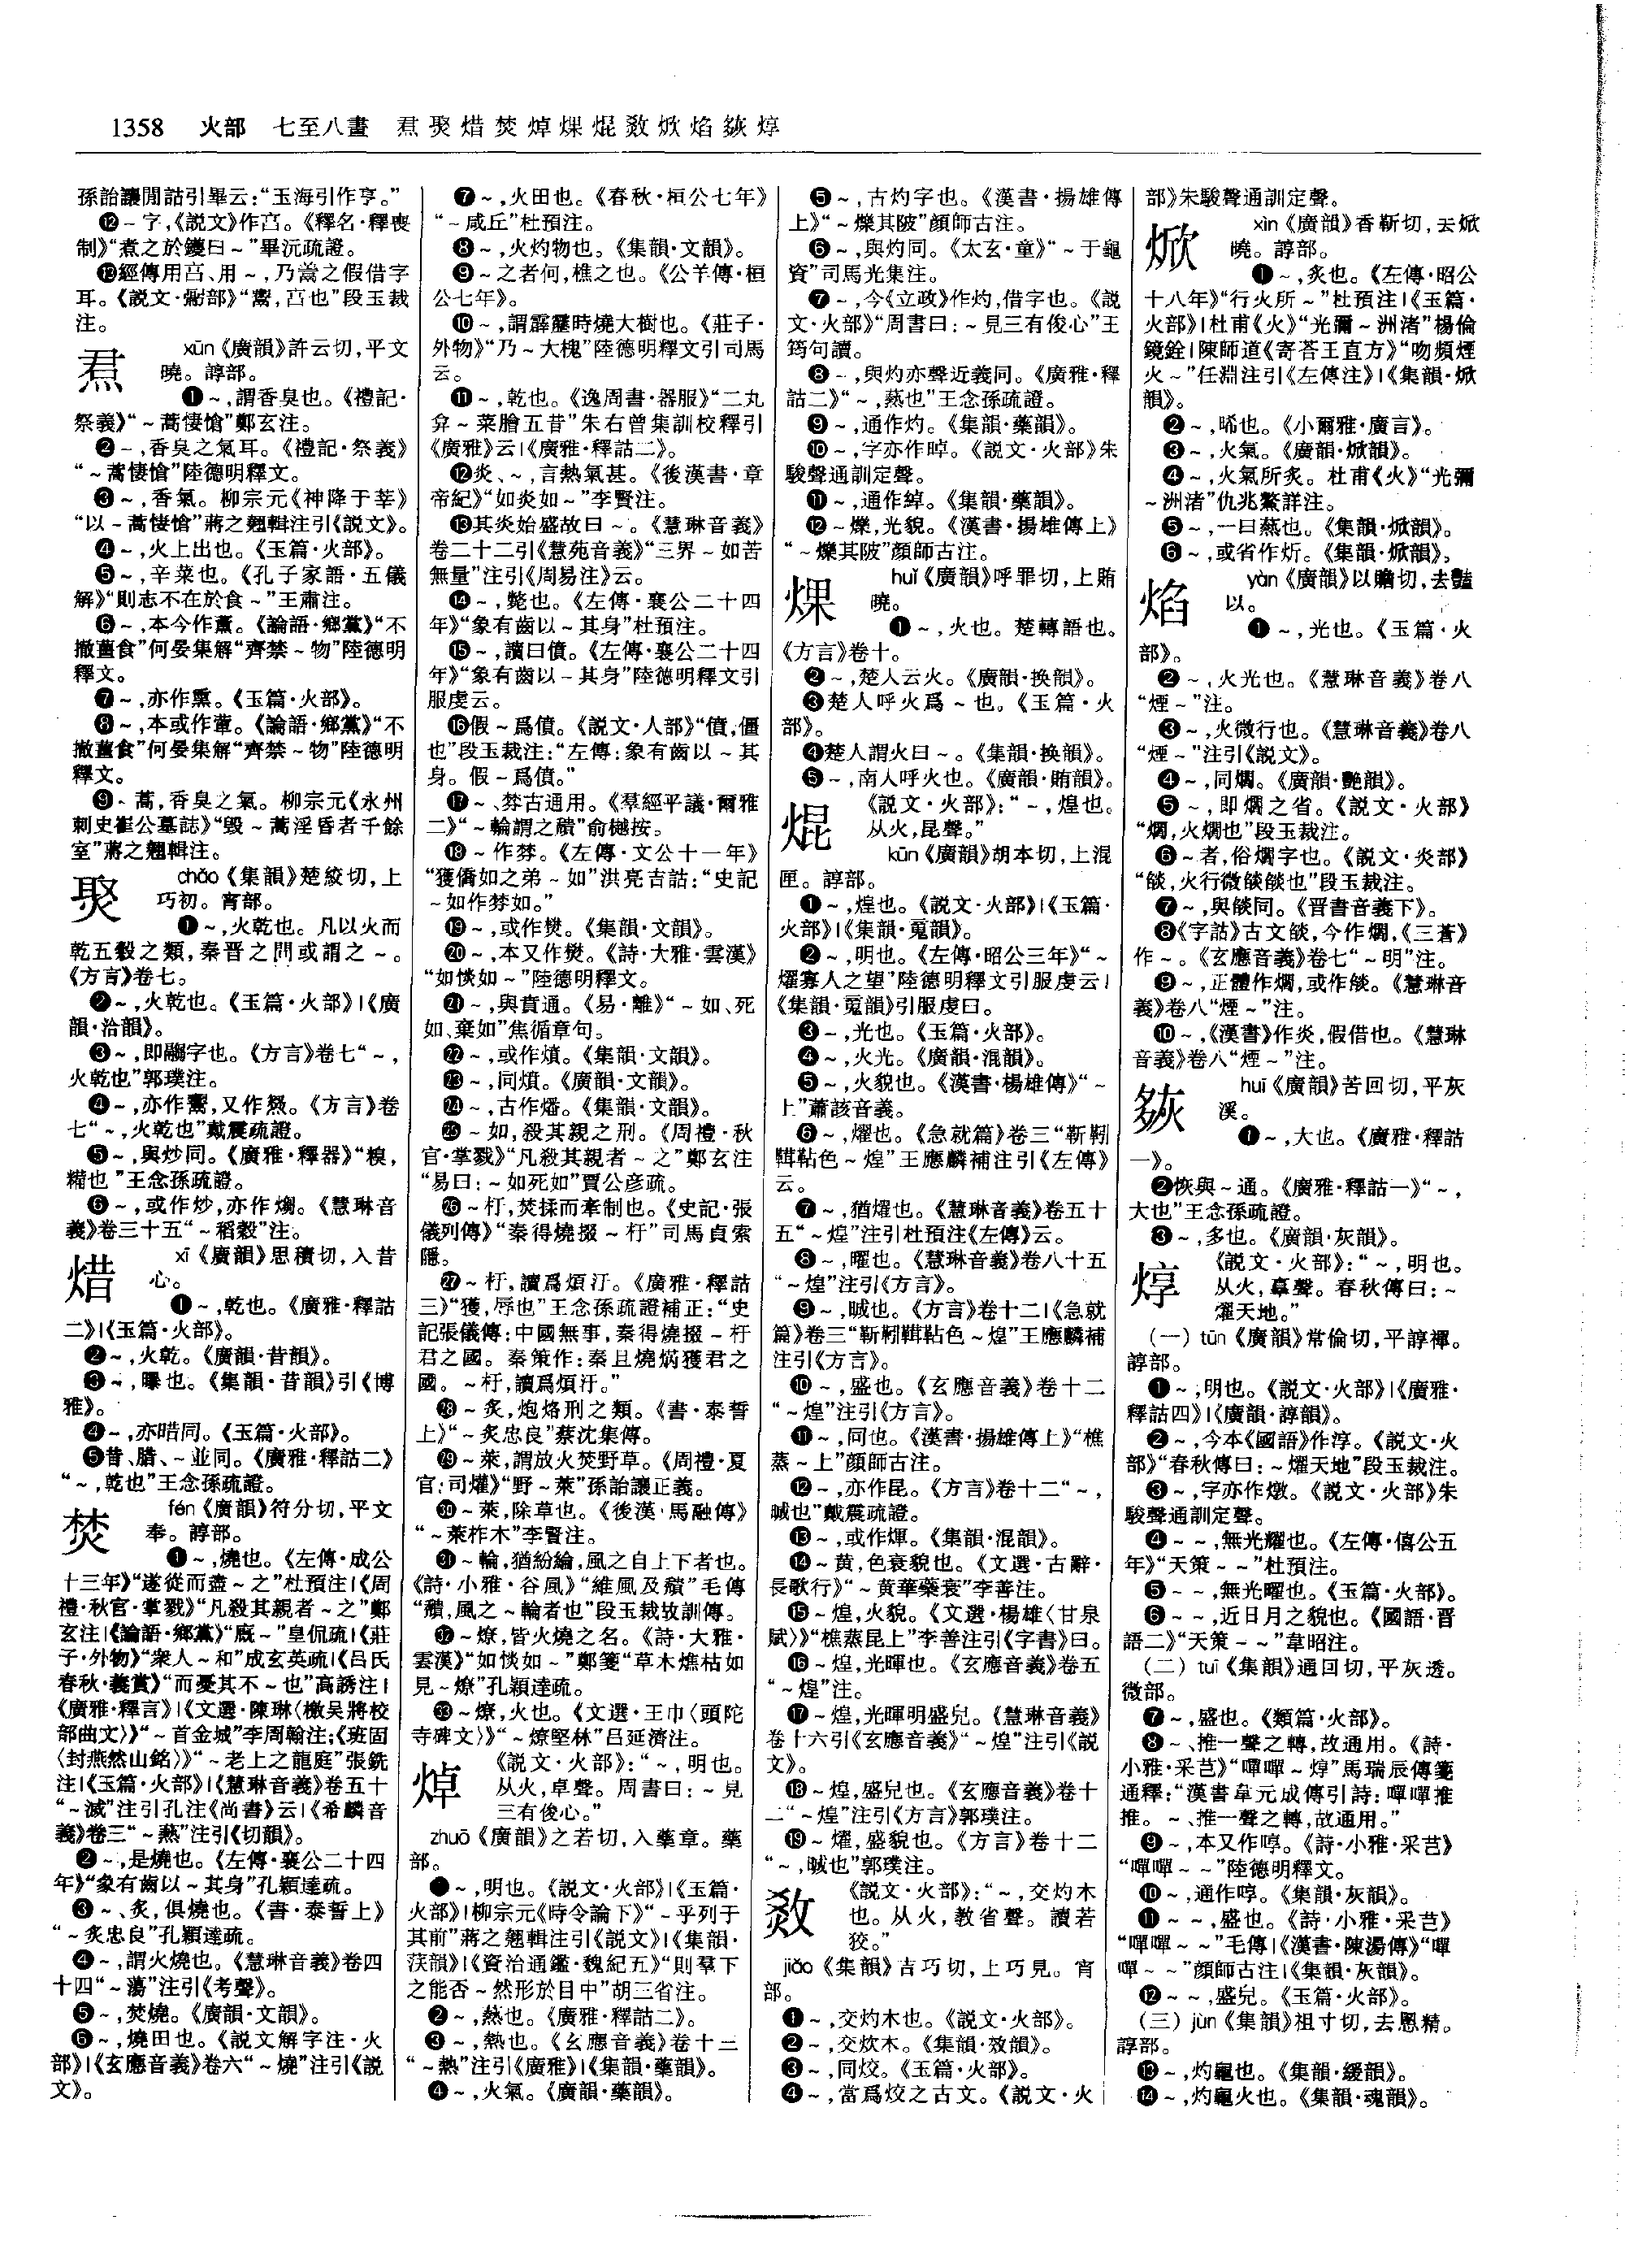 1358 火部 七至八畫 焄聚熸焚焯煤焜敥焮焰烾焞
孫詒讓閒詁引畢云:“玉海引作亨。”
⑫~字,《説文》作亯。《釋名·釋喪
制》“煮之於鑊曰~”畢沅疏證。
⑬經傳用亯、用~,乃鬺之假借字
耳。《説文·鬻部》“鬺,亯也”段玉裁
注。
焄 xūn《廣韻》許云切,平文
曉。諄部。
❶~,謂香臭也。《禮記·
祭義》“~蒿悽愴”鄭玄注。
❷~,香臭之氣耳。《禮記·祭義》
“~蒿悽愴”陸德明釋文。
❸~,香氣。柳宗元《神降于莘》
“以~蒿悽愴”蔣之翹輯注引《説文》。
❹~,火上出也。《玉篇·火部》。
❺~,辛菜也。《孔子家語·五儀
解》“則志不在於食~”王肅注。
❻~,本今作薰。《論語·鄉黨》“不
撤薑食”何晏集解“齊禁~物”陸德明
釋文。
❼~,亦作熏。《玉篇·火部》。
❽~,本或作葷。《論語·鄉黨》“不
撤薑食”何晏集解“齊禁~物”陸德明
釋文。
❾~蒿,香臭之氣。柳宗元《永州
刺史崔公墓誌》“毁~蒿淫昏者千餘
室”蔣之翹輯注。
chǎo《集韻》楚絞切,上
巧初。宵部。
❶~,火乾也。凡以火而
乾五穀之類,秦晉之間或謂之~。
《方言》卷七。
❷~,火乾也。《玉篇·火部》|《廣
韻·洽韻》。
❸~,即鬺字也。《方言》卷七“~,
火乾也”郭璞注。
❹~,亦作鬻,又作㷅。《方言》卷
七“~,火乾也”戴震疏證。
❺~,與炒同。《廣雅·釋器》“䊆,
糒也”王念孫疏證。
❻~,或作炒,亦作煼。《慧琳音
義》卷三十五“~稻穀”注。
焟 xī《廣韻》思積切,入昔
心。
❶~,乾也。《廣雅·釋詁
二》|《玉篇·火部》。
❷~,火乾。《廣韻·昔韻》。
❸~,曝也。《集韻·昔韻》引《博
雅》。
❹~,亦㫺同。《玉篇·火部》。
❺昔、腊、~並同。《廣雅·釋詁二》
“~,乾也”王念孫疏證。
焚 fén《廣韻》符分切,平文
奉。諄部。
❶~,燒也。《左傳·成公
十三年》“遂從而盡~之”杜預注|《周
禮·秋官·掌戮》“凡殺其親者~之”鄭
玄注|《論語·鄉黨》“廐~”皇侃疏|《莊
子·外物》“衆人~和”成玄英疏|《吕氏
春秋·義賞》“而憂其不~也”高誘注|
《廣雅·釋言》|《文選·陳琳〈檄吴將校
部曲文〉》“~首金城”李周翰注;《班固
〈封燕然山銘〉》“~老上之龍庭”張銑
注|《玉篇·火部》|《慧琳音義》卷五十
“~滅”注引孔注《尚書》云|《希麟音
義》卷三“~爇”注引《切韻》。
❷~,是燒也。《左傳·襄公二十四
年》“象有齒以~其身”孔穎達疏。
❸~、炙,俱燒也。《書·泰誓上》
“~炙忠良”孔穎達疏。
❹~,謂火燒也。《慧琳音義》卷四
十四“~蕩”注引《考聲》。
❺~,焚燒。《廣韻·文韻》。
❻~,燒田也。《説文解字注·火
部》|《玄應音義》卷六“~燒”注引《説
文》。
❼~,火田也。《春秋·桓公七年》
“~咸丘”杜預注。
❽~,火灼物也。《集韻·文韻》。
❾~之者何,樵之也。《公羊傳·桓
公七年》。
❿~,謂霹靂時燒大樹也。《莊子·
外物》“乃~大槐”陸德明釋文引司馬
云。
⓫~,乾也。《逸周書·器服》“二丸
弇~菜膾五昔”朱右曾集訓校釋引
《廣雅》云|《廣雅·釋詁二》。
⓬炎、~,言熱氣甚。《後漢書·章
帝紀》“如炎如~”李賢注。
⓭其炎始盛故曰~。《慧琳音義》
卷二十二引《慧苑音義》“三界~如苦
無量”注引《周易注》云。
⓮~,斃也。《左傳·襄公二十四
年》“象有齒以~其身”杜預注。
⓯~,讀曰僨。《左傳·襄公二十四
年》“象有齒以~其身”陸德明釋文引
服虔云。
⓰假~爲僨。《説文·人部》“僨,僵
也”段玉裁注:“左傳:象有齒以~其
身。假~爲僨。”
⓱~、棼古通用。《羣經平議·爾雅
二》“~輪謂之穨”俞樾按。
⓲~作棼。《左傳·文公十一年》
“獲僑如之弟~如”洪亮吉詁:“史記
~如作棼如。”
⓳~,或作燓。《集韻·文韻》。
⓴~,本又作燓。《詩·大雅·雲漢》
“如惔如~”陸德明釋文。
㉑~,與賁通。《易·離》“~如、死
如、棄如”焦循章句。
㉒~,或作燌。《集韻·文韻》。
㉓~,同燌。《廣韻·文韻》。
㉔~,古作燔。《集韻·文韻》。
㉕~如,殺其親之刑。《周禮·秋
官·掌戮》“凡殺其親者~之”鄭玄注
“易曰:~如死如”賈公彦疏。
㉖~杅,焚揉而牽制也。《史記·張
儀列傳》“秦得燒掇~杅”司馬貞索
隱。
㉗~杅,讀爲煩汙。《廣雅·釋詁
三》“獲,辱也”王念孫疏證補正:“史
記張儀傳:中國無事,秦得燒掇~杅
君之國。秦策作:秦且燒焫獲君之
國。~杅,讀爲煩汙。”
㉘~炙,炮烙刑之類。《書·泰誓
上》“~炙忠良”蔡沈集傳。
㉙~萊,謂放火焚野草。《周禮·夏
官·司爟》“野~萊”孫詒讓正義。
㉚~萊,除草也。《後漢·馬融傳》
“~萊柞木”李賢注。
㉛~輪,猶紛綸,風之自上下者也。
《詩·小雅·谷風》“維風及穨”毛傳
“穨,風之~輪者也”段玉裁故訓傳。
㉜~燎,皆火燒之名。《詩·大雅·
雲漢》“如惔如~”鄭箋“草木燋枯如
見~燎”孔穎達疏。
㉝~燎,火也。《文選·王巾〈頭陀
寺碑文〉》“~燎堅林”吕延濟注。
焯 《説文·火部》:“~,明也。
从火,卓聲。周書曰:~見
三有俊心。”
zhuō《廣韻》之若切,入藥章。藥
部。
❶~,明也。《説文·火部》|《玉篇·
火部》|柳宗元《時令論下》“~乎列于
其前”蔣之翹輯注引《説文》|《集韻·
茯韻》|《資治通鑑·魏紀五》“則羣下
之能否~然形於目中”胡三省注。
❷~,爇也。《廣雅·釋詁二》。
❸~,熱也。《玄應音義》卷十三
“~熱”注引《廣雅》|《集韻·藥韻》。
❹~,火氣。《廣韻·藥韻》。
❺~,古灼字也。《漢書·揚雄傳
上》“~爍其陂”顔師古注。
❻~,與灼同。《太玄·童》“~于龜
資”司馬光集注。
❼~,今《立政》作灼,借字也。《説
文·火部》“周書曰:~見三有俊心”王
筠句讀。
❽~,與灼亦聲近義同。《廣雅·釋
詁二》“~,爇也”王念孫疏證。
❾~,通作灼。《集韻·藥韻》。
❿~,字亦作晫。《説文·火部》朱
駿聲通訓定聲。
⓫~,通作綽。《集韻·藥韻》。
⓬~爍,光貌。《漢書·揚雄傳上》
“~爍其陂”顔師古注。
huǐ《廣韻》呼罪切,上賄
曉。
❶~,火也。楚轉語也。
《方言》卷十。
❷~,楚人云火。《廣韻·換韻》。
❸楚人呼火爲~也。《玉篇·火
部》。
❹楚人謂火曰~。《集韻·换韻》。
❺~,南人呼火也。《廣韻·賄韻》。
焜 《説文·火部》:“~,煌也。
从火,昆聲。”
kūn《廣韻》胡本切,上混
匣。諄部。
❶~,煌也。《説文·火部》|《玉篇·
火部》|《集韻·䰟韻》。
❷~,明也。《左傳·昭公三年》“~
燿寡人之望”陸德明釋文引服虔云|
《集韻·䰟韻》引服虔曰。
❸~,光也。《玉篇·火部》。
❹~,火光。《廣韻·混韻》。
❺~,火貌也。《漢書·楊雄傳》“~
上”蕭該音義。
❻~,燿也。《急就篇》卷三“靳靷
䩞䩞色~煌”王應麟補注引《左傳》
云。
❼~,猶燿也。《慧琳音義》卷五十
五“~煌”注引杜預注《左傳》云。
❽~,曜也。《慧琳音義》卷八十五
“~煌”注引《方言》。
❾~,晠也。《方言》卷十二|《急就
篇》卷三“靳靷䩞䩞色~煌”王應麟補
注引《方言》。
❿~,盛也。《玄應音義》卷十二
“~煌”注引《方言》。
⓫~,同也。《漢書·揚雄傳上》“樵
蒸~上”顔師古注。
⓬~,亦作昆。《方言》卷十二“~,
晠也”戴震疏證。
⓭~,或作煇。《集韻·混韻》。
⓮~黄,色衰貌也。《文選·古辭·
長歌行》“~黄華藥衰”李善注。
⓯~煌,火貌。《文選·楊雄〈甘泉
賦〉》“樵蒸昆上”李善注引《字書》曰。
⓰~煌,光暉也。《玄應音義》卷五
“~煌”注。
⓱~煌,光暉明盛皃。《慧琳音義》
卷十六引《玄應音義》“~煌”注引《説
文》。
⓲~煌,盛皃也。《玄應音義》卷十
二“~煌”注引《方言》郭璞注。
⓳~燿,盛貌也。《方言》卷十二
“~,晠也”郭璞注。
《説文·火部》:“~,交灼木
也。从火,教省聲。讀若
狡。”
jiǎo《集韻》吉巧切,上巧見。宵
部。
❶~,交灼木也。《説文·火部》。
❷~,交炊木。《集韻·效韻》。
❸~,同烄。《玉篇·火部》。
❹~,當爲烄之古文。《説文·火
部》朱駿聲通訓定聲。
焮 xìn《廣韻》香靳切,去焮
曉。諄部。
❶~,炙也。《左傳·昭公
十八年》“行火所~”杜預注|《玉篇·
火部》|杜甫《火》“光彌~洲渚”楊倫
鏡銓|陳師道《寄荅王直方》“吻頻煙
火~”任淵注引《左傳注》|《集韻·焮
韻》。
❷~,晞也。《小爾雅·廣言》。
❸~,火氣。《廣韻·焮韻》。
❹~,火氣所炙。杜甫《火》“光彌
~洲渚”仇兆鰲詳注。
❺~,一曰爇也。《集韻·焮韻》。
❻~,或省作炘。《集韻·焮韻》。
焰 yàn《廣韻》以贍切,去豔
以。
❶~,光也。《玉篇·火
部》。
❷~,火光也。《慧琳音義》卷八
“煙~”注。
❸~,火微行也。《慧琳音義》卷八
“煙~”注引《説文》。
❹~,同爓。《廣韻·艷韻》。
❺~,即爓之省。《説文·火部》
“爓,火爓也”段玉裁注。
❻~者,俗爓字也。《説文·炎部》
“燄,火行微燄燄也”段玉裁注。
❼~,與燄同。《晋書音義下》。
❽《字詁》古文燄,今作爓,《三蒼》
作~。《玄應音義》卷七“~明”注。
❾~,正體作爓,或作燄。《慧琳音
義》卷八“煙~”注。
❿~,《漢書》作炎,假借也。《慧琳
音義》卷八“煙~”注。
huī《廣韻》苦回切,平灰
溪。
❶~,大也。《廣雅·釋詁
一》。
❷恢與~通。《廣雅·釋詁一》“~,
大也”王念孫疏證。
❸~,多也。《廣韻·灰韻》。
焞 《説文·火部》:“~,明也。
从火,𦎫聲。春秋傳曰:~
燿天地。”
(一)tūn《廣韻》常倫切,平諄禪。
諄部。
❶~,明也。《説文·火部》|《廣雅·
釋詁四》|《廣韻·諄韻》。
❷~,今本《國語》作淳。《説文·火
部》“春秋傳曰:~燿天地”段玉裁注。
❸~,字亦作燉。《説文·火部》朱
駿聲通訓定聲。
❹~~,無光耀也。《左傳·僖公五
年》“天策~~”杜預注。
❺~~,無光曜也。《玉篇·火部》。
❻~~,近日月之貌也。《國語·晋
語二》“天策~~”韋昭注。
(二)tuī《集韻》通回切,平灰透。
微部。
❼~,盛也。《類篇·火部》。
❽~、推一聲之轉,故通用。《詩·
小雅·采芑》“嘽嘽~焞”馬瑞辰傳箋
通釋:“漢書韋元成傳引詩:嘽嘽推
推。~、推一聲之轉,故通用。”
❾~,本又作啍。《詩·小雅·采芑》
“嘽嘽~~”陸德明釋文。
❿~,通作啍。《集韻·灰韻》。
⓫~~,盛也。《詩·小雅·采芑》
“嘽嘽~~”毛傳|《漢書·陳湯傳》“嘽
嘽~~”顔師古注|《集韻·灰韻》。
⓬~~,盛皃。《玉篇·火部》。
(三)jùn《集韻》祖寸切,去恩精。
諄部。
⓭~,灼龜也。《集韻·緩韻》。
⓮~,灼龜火也。《集韻·魂韻》。